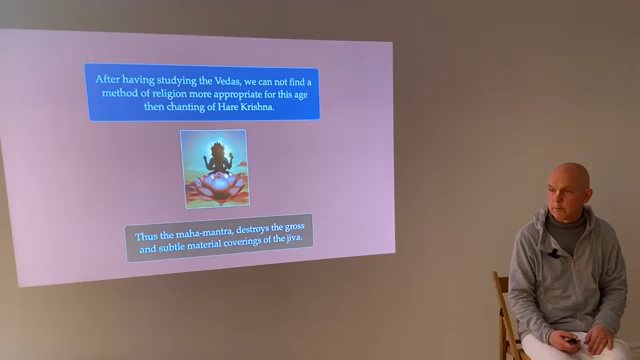 After having studying the Vedas, we can not find a
method of religion more appropriate for this age
then chanting of Hare Krishna.
Thus the maha-mantra, destroys the gross
and subtle material coverings of the jiva.